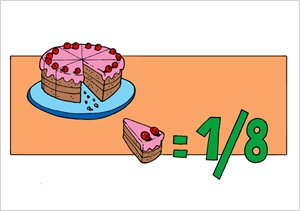 = 1/8